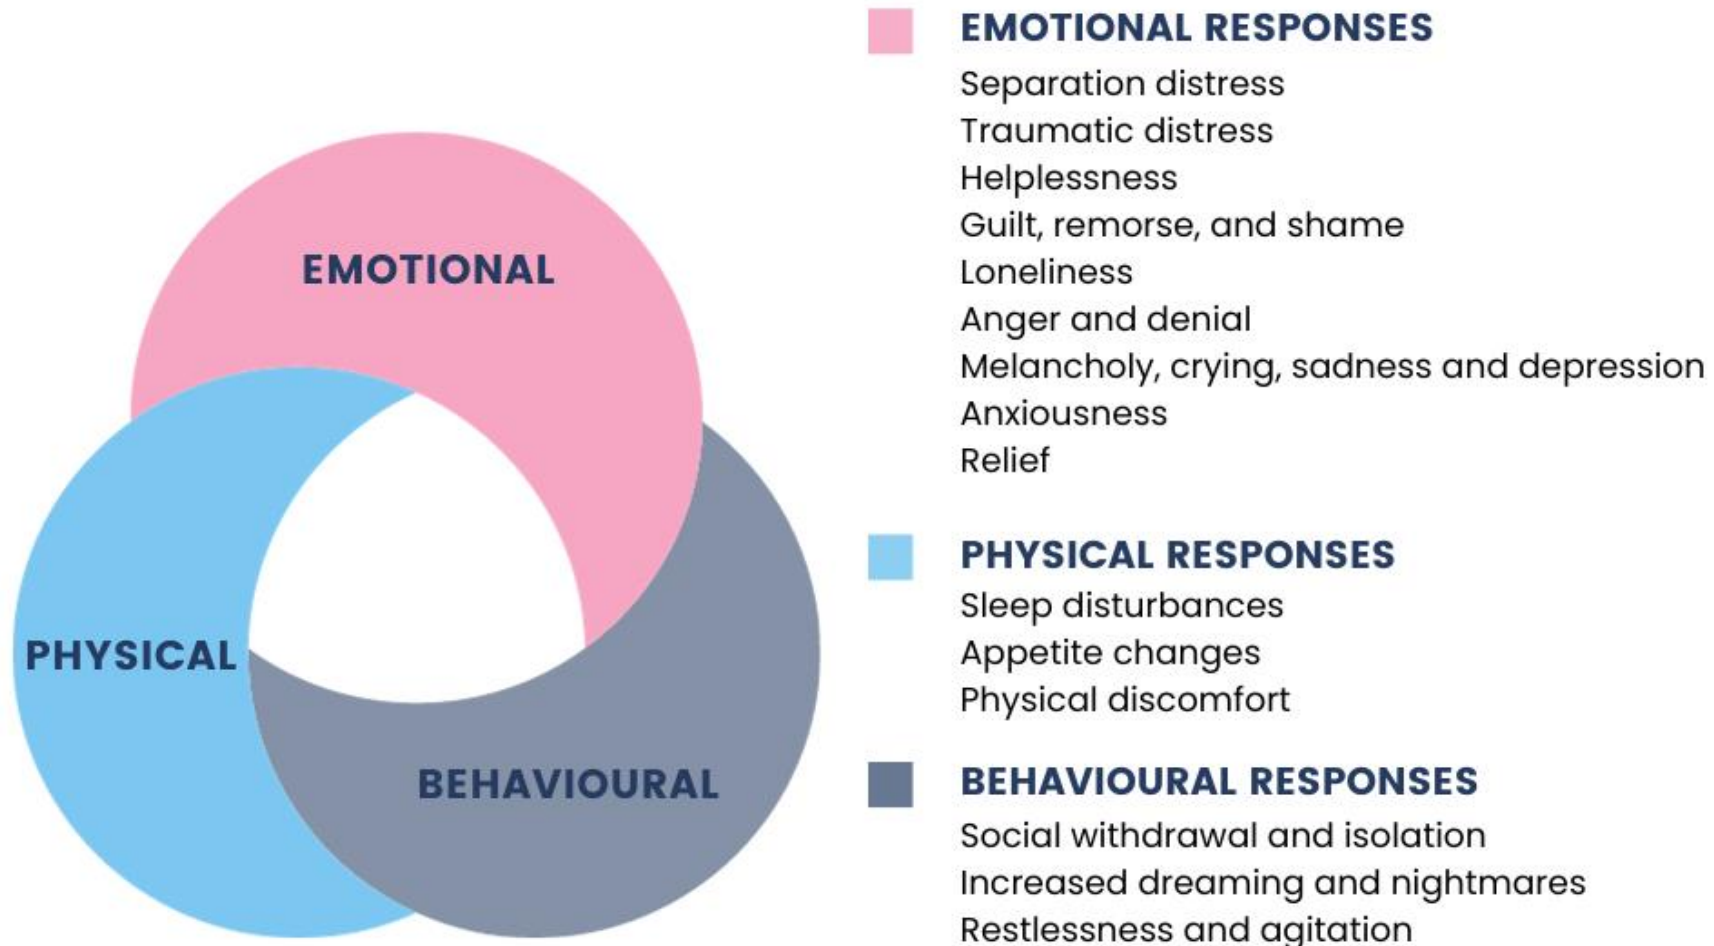 EMOTIONAL
PHYSICAL
BEHAVIOURAL
EMOTIONAL RESPONSES
Separation distress
Traumatic distress
Helplessness
Guilt, remorse, and shame
Loneliness
Anger and denial
Melancholy, crying, sadness and depression
Anxiousness
Relief
PHYSICAL RESPONSES
Sleep disturbances
Appetite changes
Physical discomfort
BEHAVIOURAL RESPONSES
Social withdrawal and isolation
Increased dreaming and nightmares
Restlessness and agitation